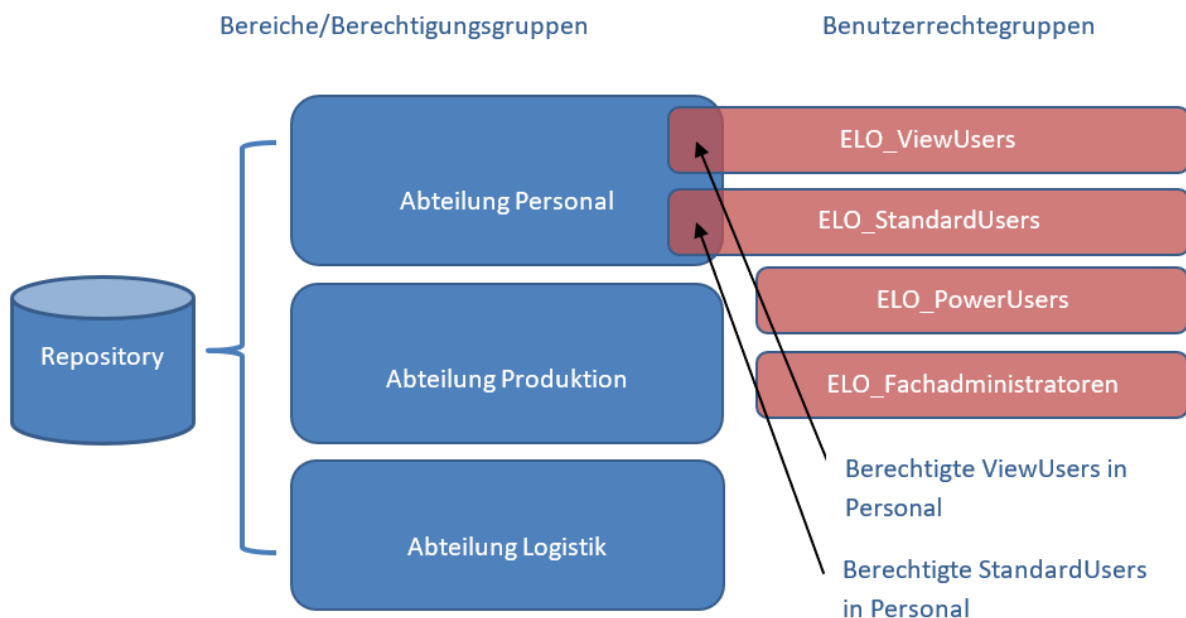 Bereiche/Berechtigungsgruppen
Benutzerrechtegruppen
Repository
Abteilung Personal
Abteilung Produktion
Abteilung Logistik
ELO_ViewUsers
ELO_StandardUsers
ELO_PowerUsers
ELO_Fachadministratoren
Berechtigte ViewUsers in
Personal
Berechtigte StandardUsers
in Personal